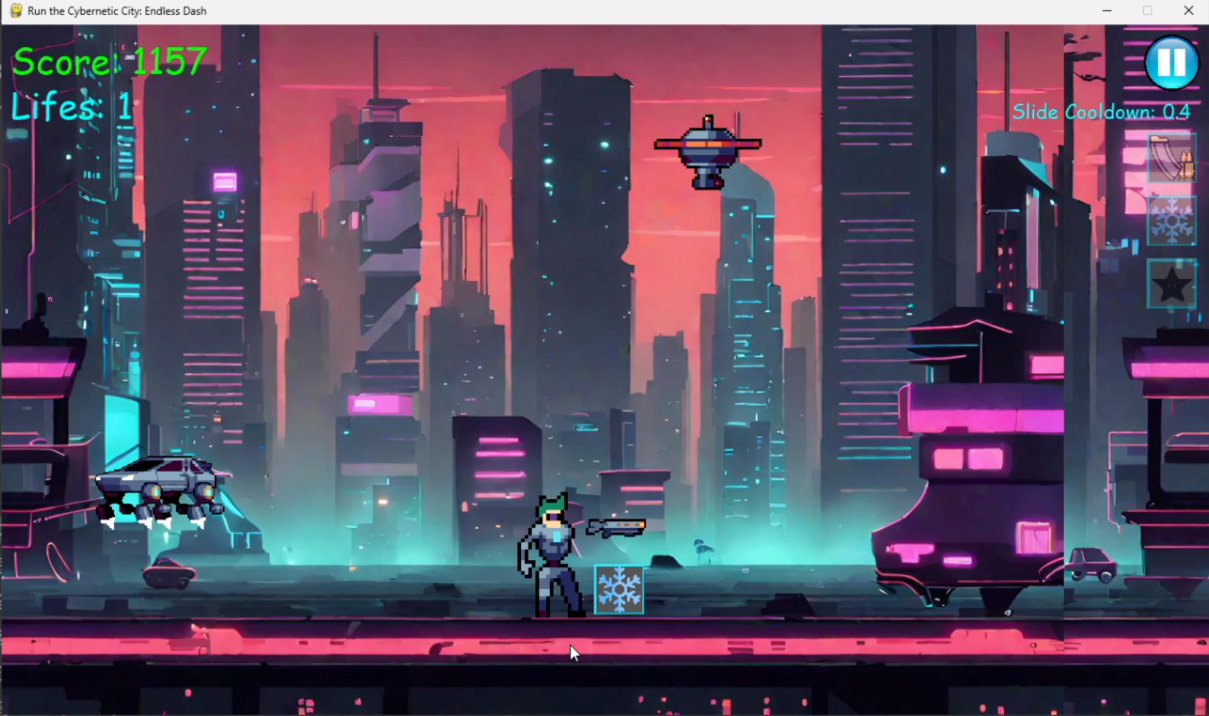 Run the Cybernetic City: Endless Dash
Score: 1157
Lifes: 1
Slide Cooldown: 0.4